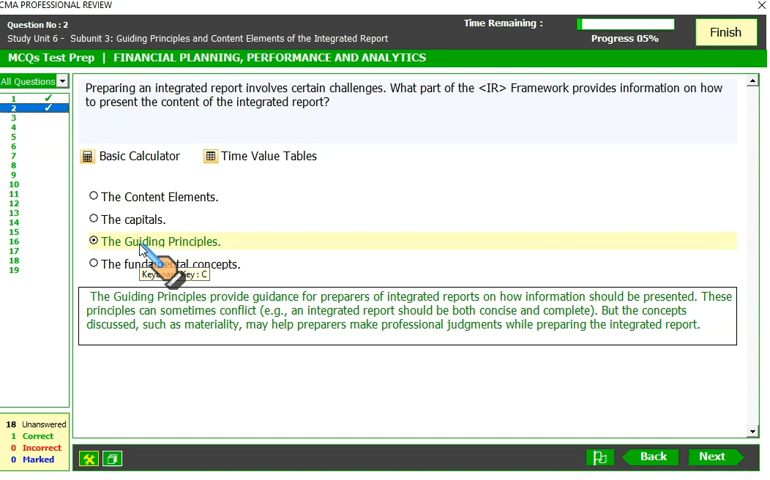 CMA PROFESSIONAL REVIEW
Question No : 2
Study Unit 6 - Subunit 3: Guiding Principles and Content Elements of the Integrated Report
Time Remaining :
Progress 05%
Finish
MCQs Test Prep | FINANCIAL PLANNING, PERFORMANCE AND ANALYTICS
All Questions
1
2
3
4
5
6
7
8
9
10
11
12
13
14
15
16
17
18
19
Preparing an integrated report involves certain challenges. What part of the <IR> Framework provides information on how
to present the content of the integrated report?
Basic Calculator
Time Value Tables
The Content Elements.
The capitals.
The Guiding Principles.
The fundamental concepts.
Keyboard Key : C
The Guiding Principles provide guidance for preparers of integrated reports on how information should be presented. These
principles can sometimes conflict (e.g., an integrated report should be both concise and complete). But the concepts
discussed, such as materiality, may help preparers make professional judgments while preparing the integrated report.
18 Unanswered
1 Correct
0 Incorrect
0 Marked
Back
Next